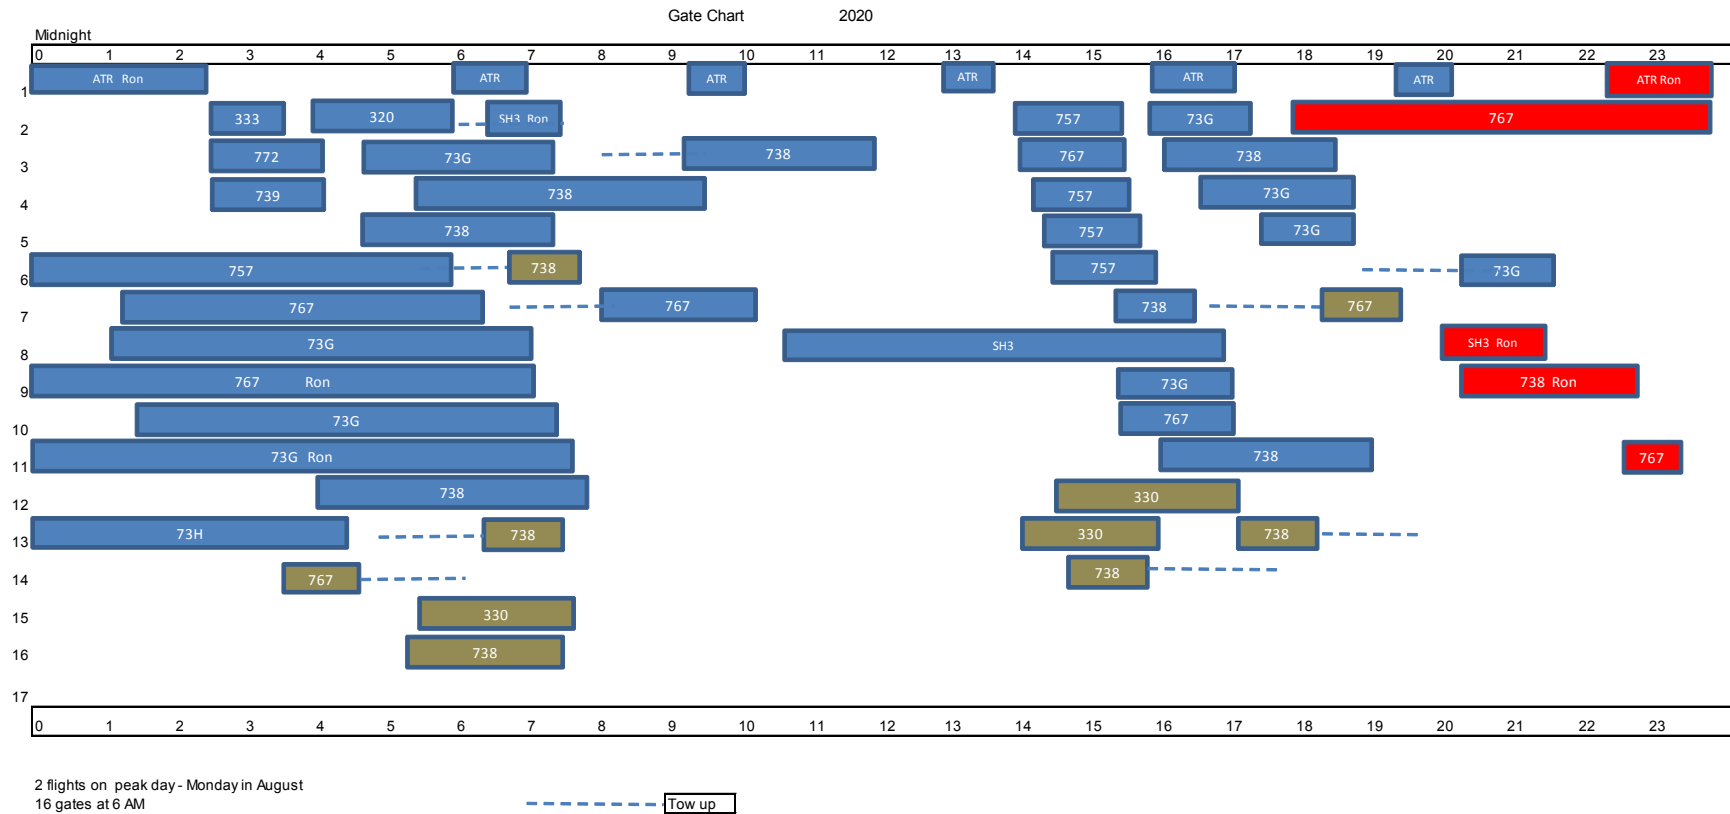 Gate Chart 2020
Midnight
0 1 2 3 4 5 6 7 8 9 10 11 12 13 14 15 16 17 18 19 20 21 22 23
ATR Ron ATR ATR ATR ATR ATR ATR Ron
1
333 320 SH3 Ron 757 73G 767
2
772 73G 738 767 738
3
739 738 757 73G
4
738 757 73G
5
757 738 757 73G
6
767 767 738 767
7
73G SH3 SH3 Ron
8
767 Ron 73G 738 Ron
9
73G 767
10
73G Ron 738 767
11
738 330
12
73H 738 330 738
13
767 738
14
330
15
738
16
17
0 1 2 3 4 5 6 7 8 9 10 11 12 13 14 15 16 17 18 19 20 21 22 23
2 flights on peak day - Monday in August
16 gates at 6 AM
Tow up